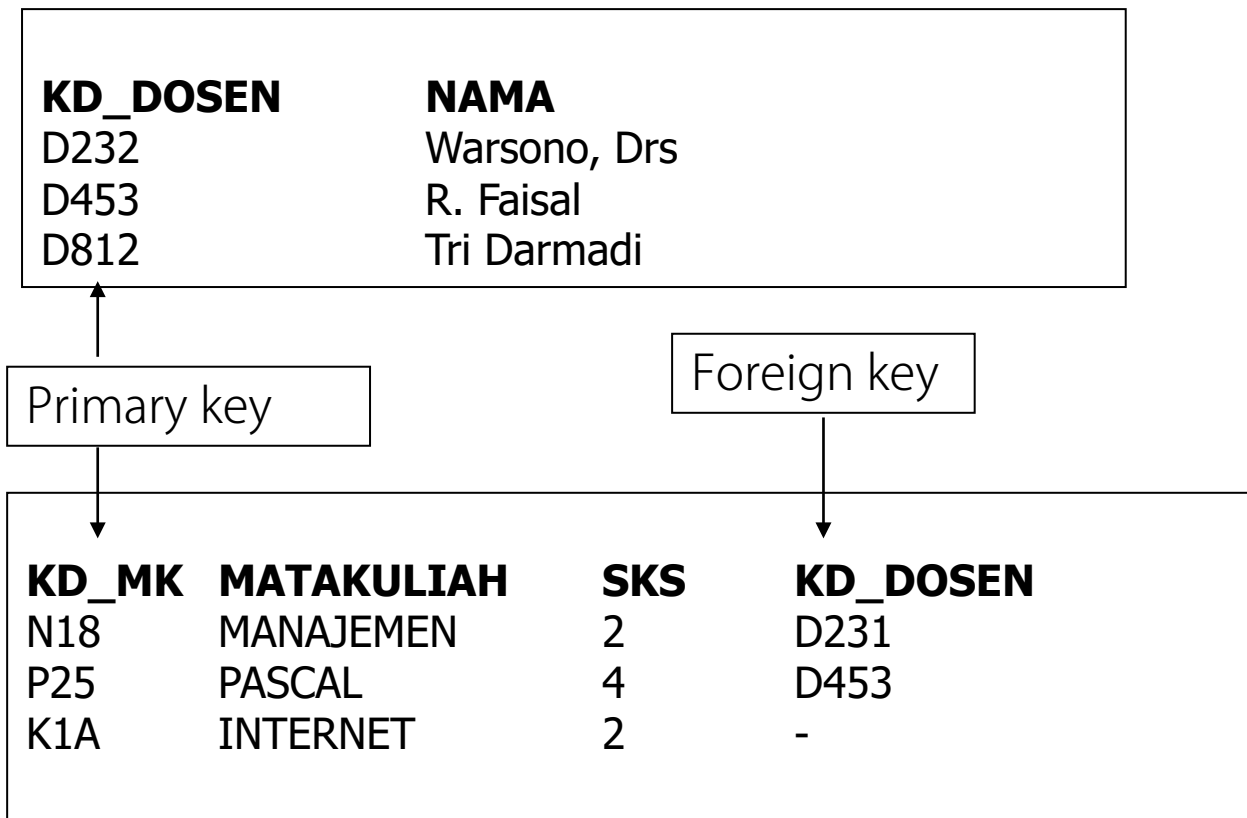 KD_DOSEN NAMA
D232 Warsono, Drs
D453 R. Faisal
D812 Tri Darmadi
Primary key
Foreign key
KD_MK MATAKULIAH SKS KD_DOSEN
N18 MANAJEMEN 2 D231
P25 PASCAL 4 D453
K1A INTERNET 2 -